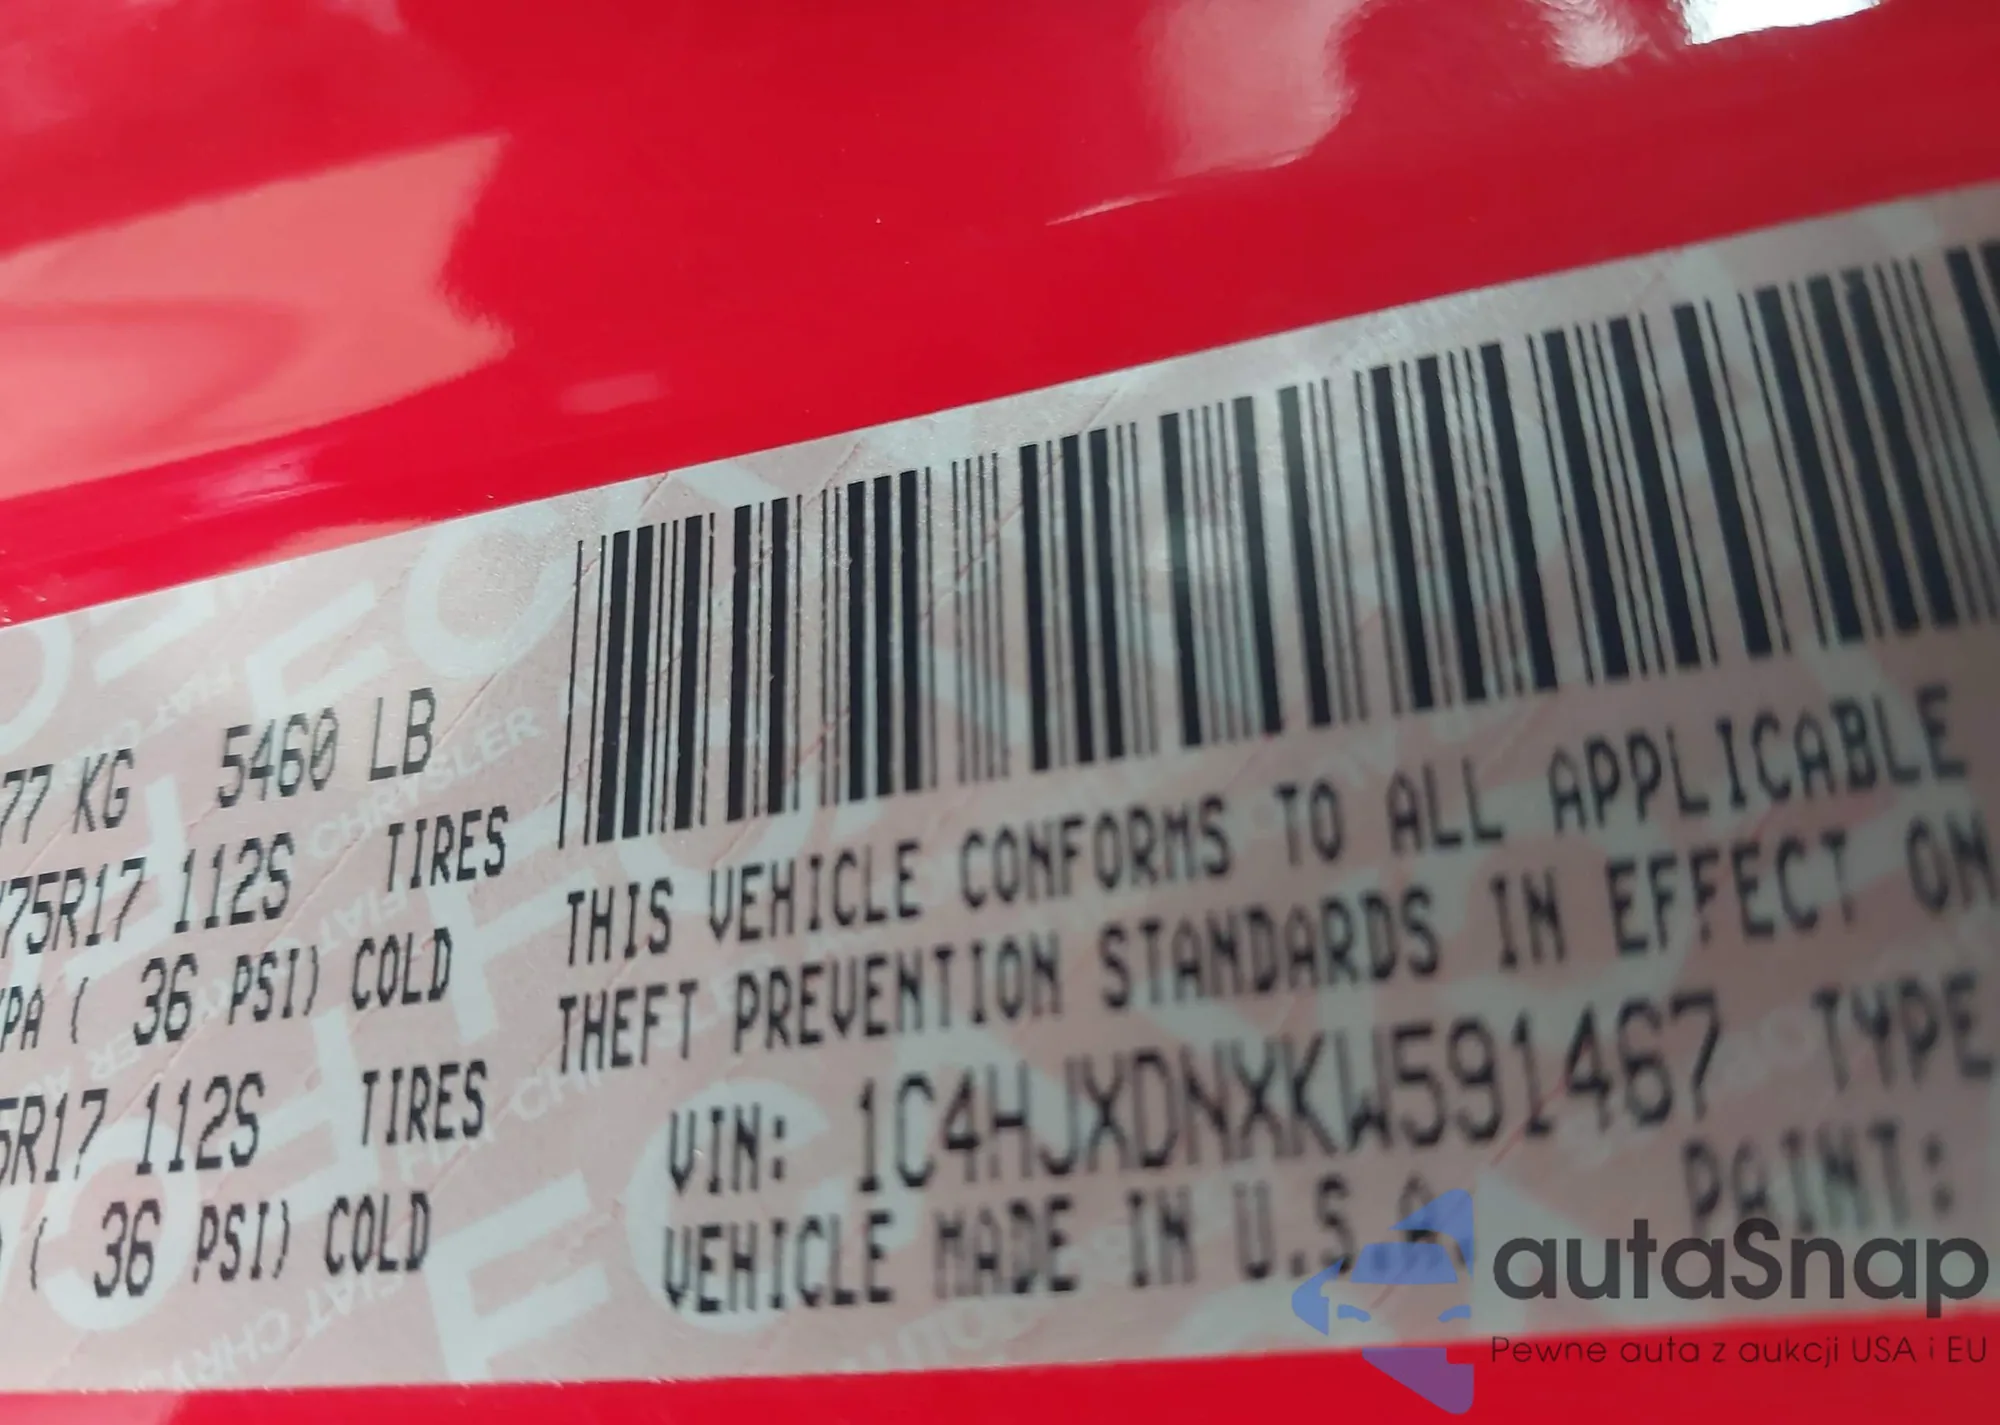 77 KG 5460 LB
75R17 112S TIRES
PA ( 36 PSI) COLD
5R17 112S TIRES
( 36 PSI) COLD
THIS VEHICLE CONFORMS TO ALL APPLICABLE
THEFT PREVENTION STANDARDS IN EFFECT ON
VIN: 1C4HJXDNXKW591467 TYPE
VEHICLE MADE IN U.S.A. PAINT:
autaSnap
Pewne auta z aukcji USA i EU